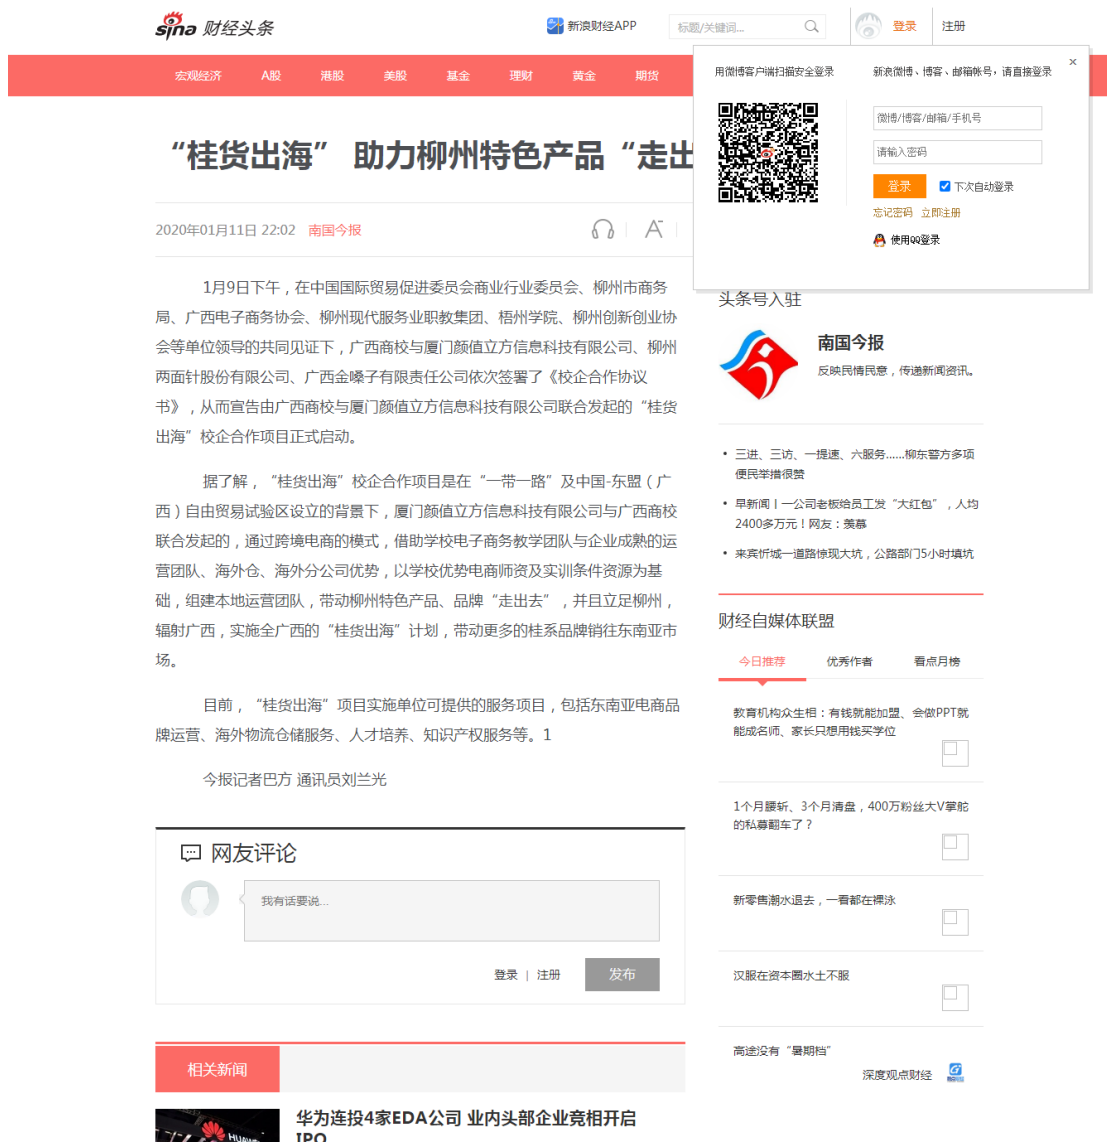 sina 财经头条
新浪财经APP
标题/关键词...
登录
注册
宏观经济 A股 港股 美股 基金 理财 黄金 期货
用微博客户端扫描安全登录
新浪微博、博客、邮箱帐号，请直接登录
×
微博/博客/邮箱/手机号
请输入密码
登录 下次自动登录
忘记密码 立即注册
使用QQ登录
“桂货出海” 助力柳州特色产品“走出
2020年01月11日 22:02 南国今报
A
1月9日下午，在中国国际贸易促进委员会商业行业委员会、柳州市商务
局、广西电子商务协会、柳州现代服务业职教集团、梧州学院、柳州创新创业协
会等单位领导的共同见证下，广西商校与厦门颜值立方信息科技有限公司、柳州
两面针股份有限公司、广西金嗓子有限责任公司依次签署了《校企合作协议
书》，从而宣告由广西商校与厦门颜值立方信息科技有限公司联合发起的“桂货
出海”校企合作项目正式启动。
据了解，“桂货出海”校企合作项目是在“一带一路”及中国-东盟（广
西）自由贸易试验区设立的背景下，厦门颜值立方信息科技有限公司与广西商校
联合发起的，通过跨境电商的模式，借助学校电子商务教学团队与企业成熟的运
营团队、海外仓、海外分公司优势，以学校优势电商师资及实训条件资源为基
础，组建本地运营团队，带动柳州特色产品、品牌“走出去”，并且立足柳州，
辐射广西，实施全广西的“桂货出海”计划，带动更多的桂系品牌销往东南亚市
场。
目前，“桂货出海”项目实施单位可提供的服务项目，包括东南亚电商品
牌运营、海外物流仓储服务、人才培养、知识产权服务等。1
今报记者巴方 通讯员刘兰光
网友评论
我有话要说...
登录 | 注册
发布
相关新闻
华为连投4家EDA公司 业内头部企业竞相开启
IPO
HUAWEI
头条号入驻
南国今报
反映民情民意，传递新闻资讯。
• 三进、三访、一提速、六服务......柳东警方多项
便民举措很赞
• 早新闻丨一公司老板给员工发“大红包”，人均
2400多万元！网友：羡慕
• 来宾忻城一道路惊现大坑，公路部门5小时填坑
财经自媒体联盟
今日推荐 优秀作者 看点月榜
教育机构众生相：有钱就能加盟、会做PPT就
能成名师、家长只想用钱买学位
1个月腰斩、3个月清盘，400万粉丝大V掌舵
的私募翻车了？
新零售潮水退去，一看都在裸泳
汉服在资本圈水土不服
高途没有“暑期档”
深度观点财经